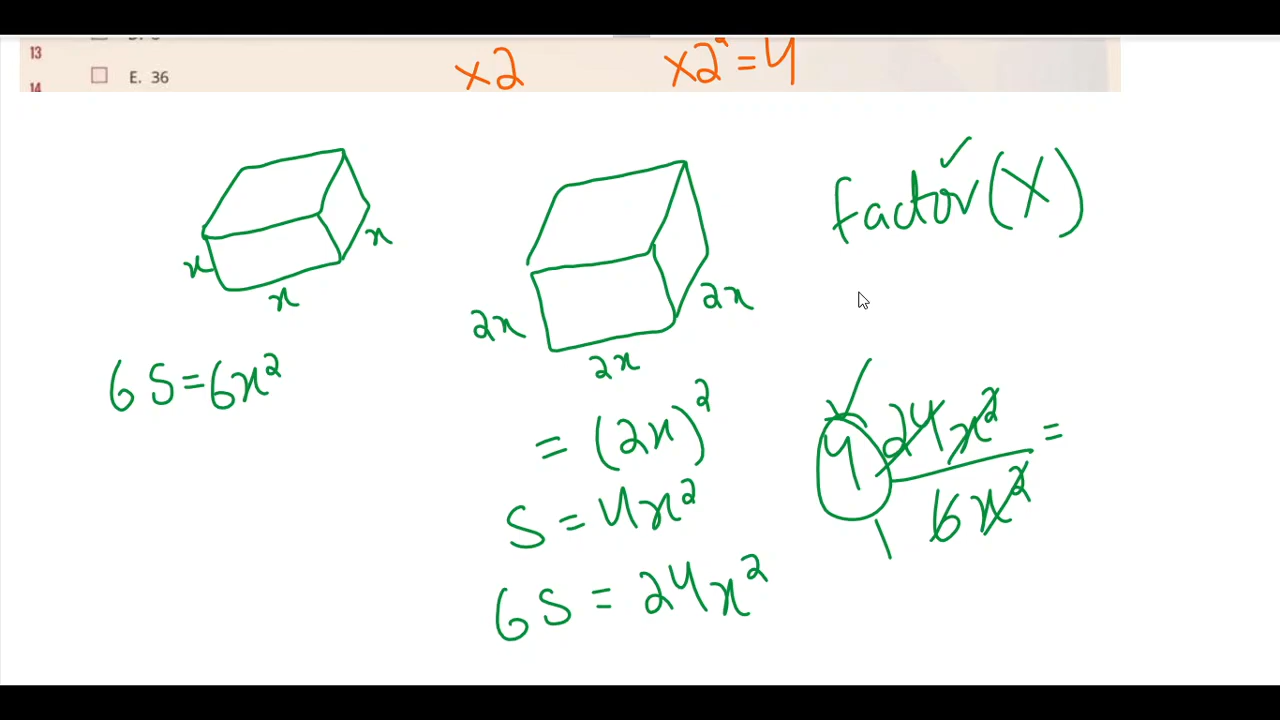 13
E. 36
14
x2
x2² = 4
Factor (X)
x
x
x
2x
2x
2x
6S = 6x²
= (2x)²
S = 4x²
6S = 24x²
4 24x² =
1 6x²